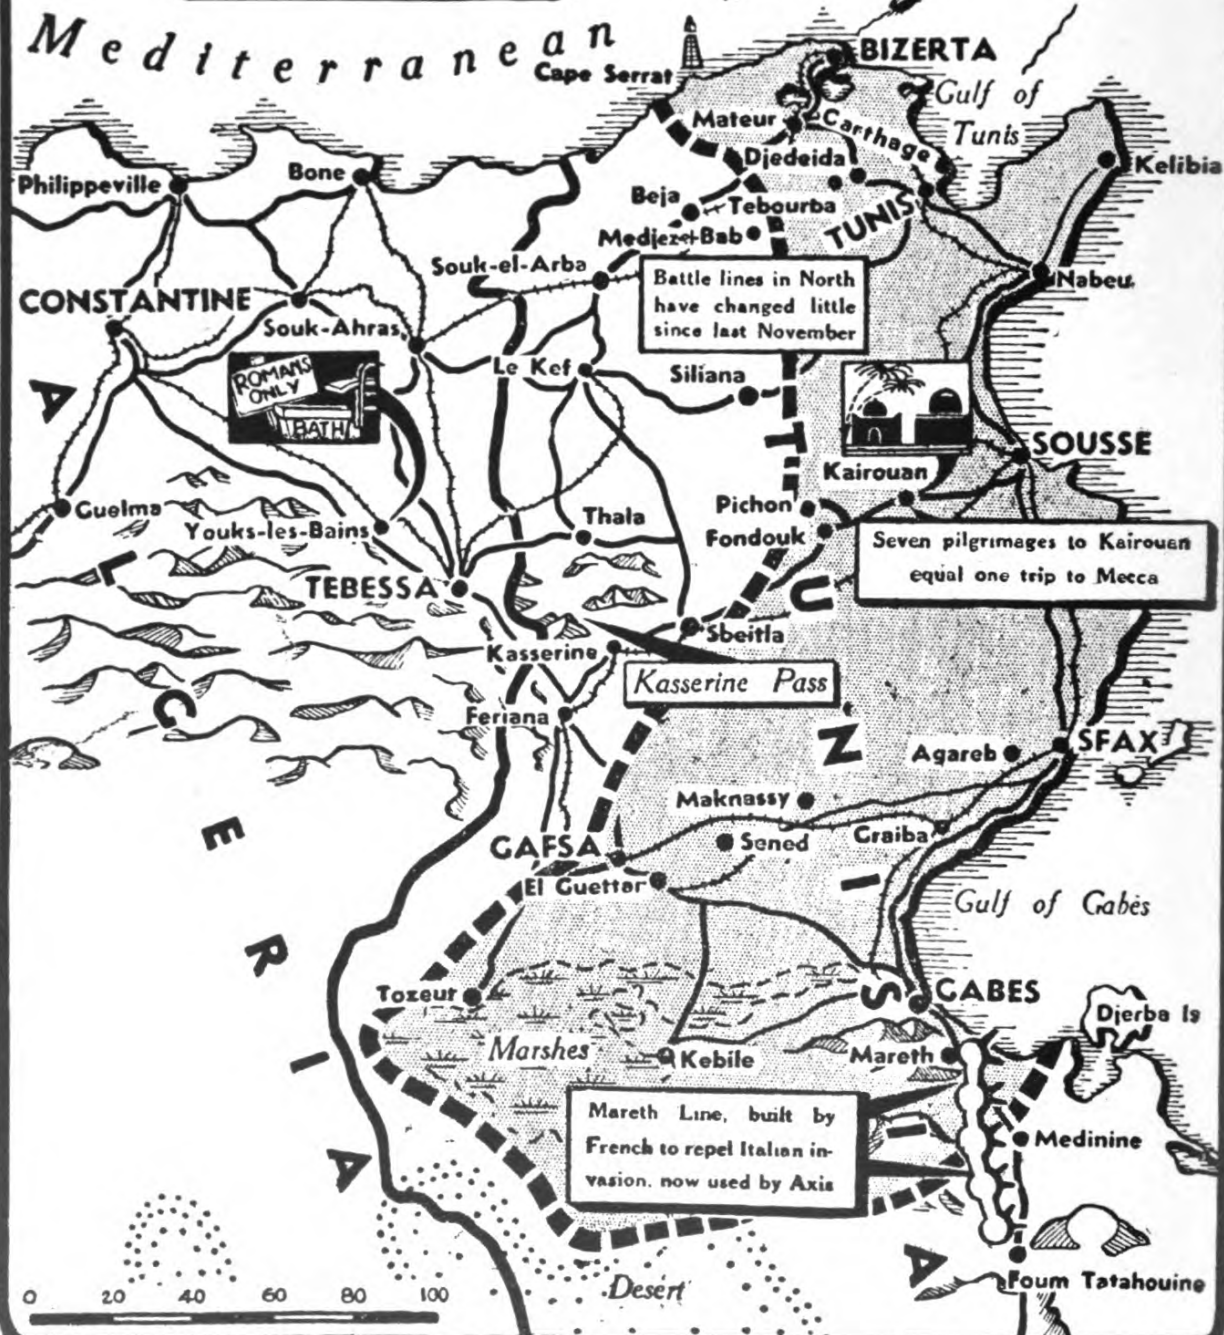 Mediterranean
Cape Serrat
BIZERTA
Gulf of
Tunis
Mateur
Carthage
Djedeida
Kelibia
Philippeville
Bone
Beja
Tebourba
TUNIS
Medjez-el-Bab
Souk-el-Arba
Battle lines in North
have changed little
since last November
Nabeul
CONSTANTINE
Souk-Ahras
ROMANS
ONLY
BATH
Le Kef
Siliana
SOUSSE
Kairouan
Guelma
Youks-les-Bains
Thala
Pichon
Fondouk
Seven pilgrimages to Kairouan
equal one trip to Mecca
TEBESSA
Kasserine
Sbeitla
Kasserine Pass
Feriana
SFAX
Agareb
Maknassy
Graiba
Sened
GAFSA
El Guettar
Gulf of Gabès
Tozeur
GABES
Djerba Is
Marshes
Kebile
Mareth
Mareth Line, built by
French to repel Italian in-
vasion, now used by Axis
Medinine
Foum Tatahouine
Desert
ALGERIA
TUNISIA
0 20 40 60 80 100